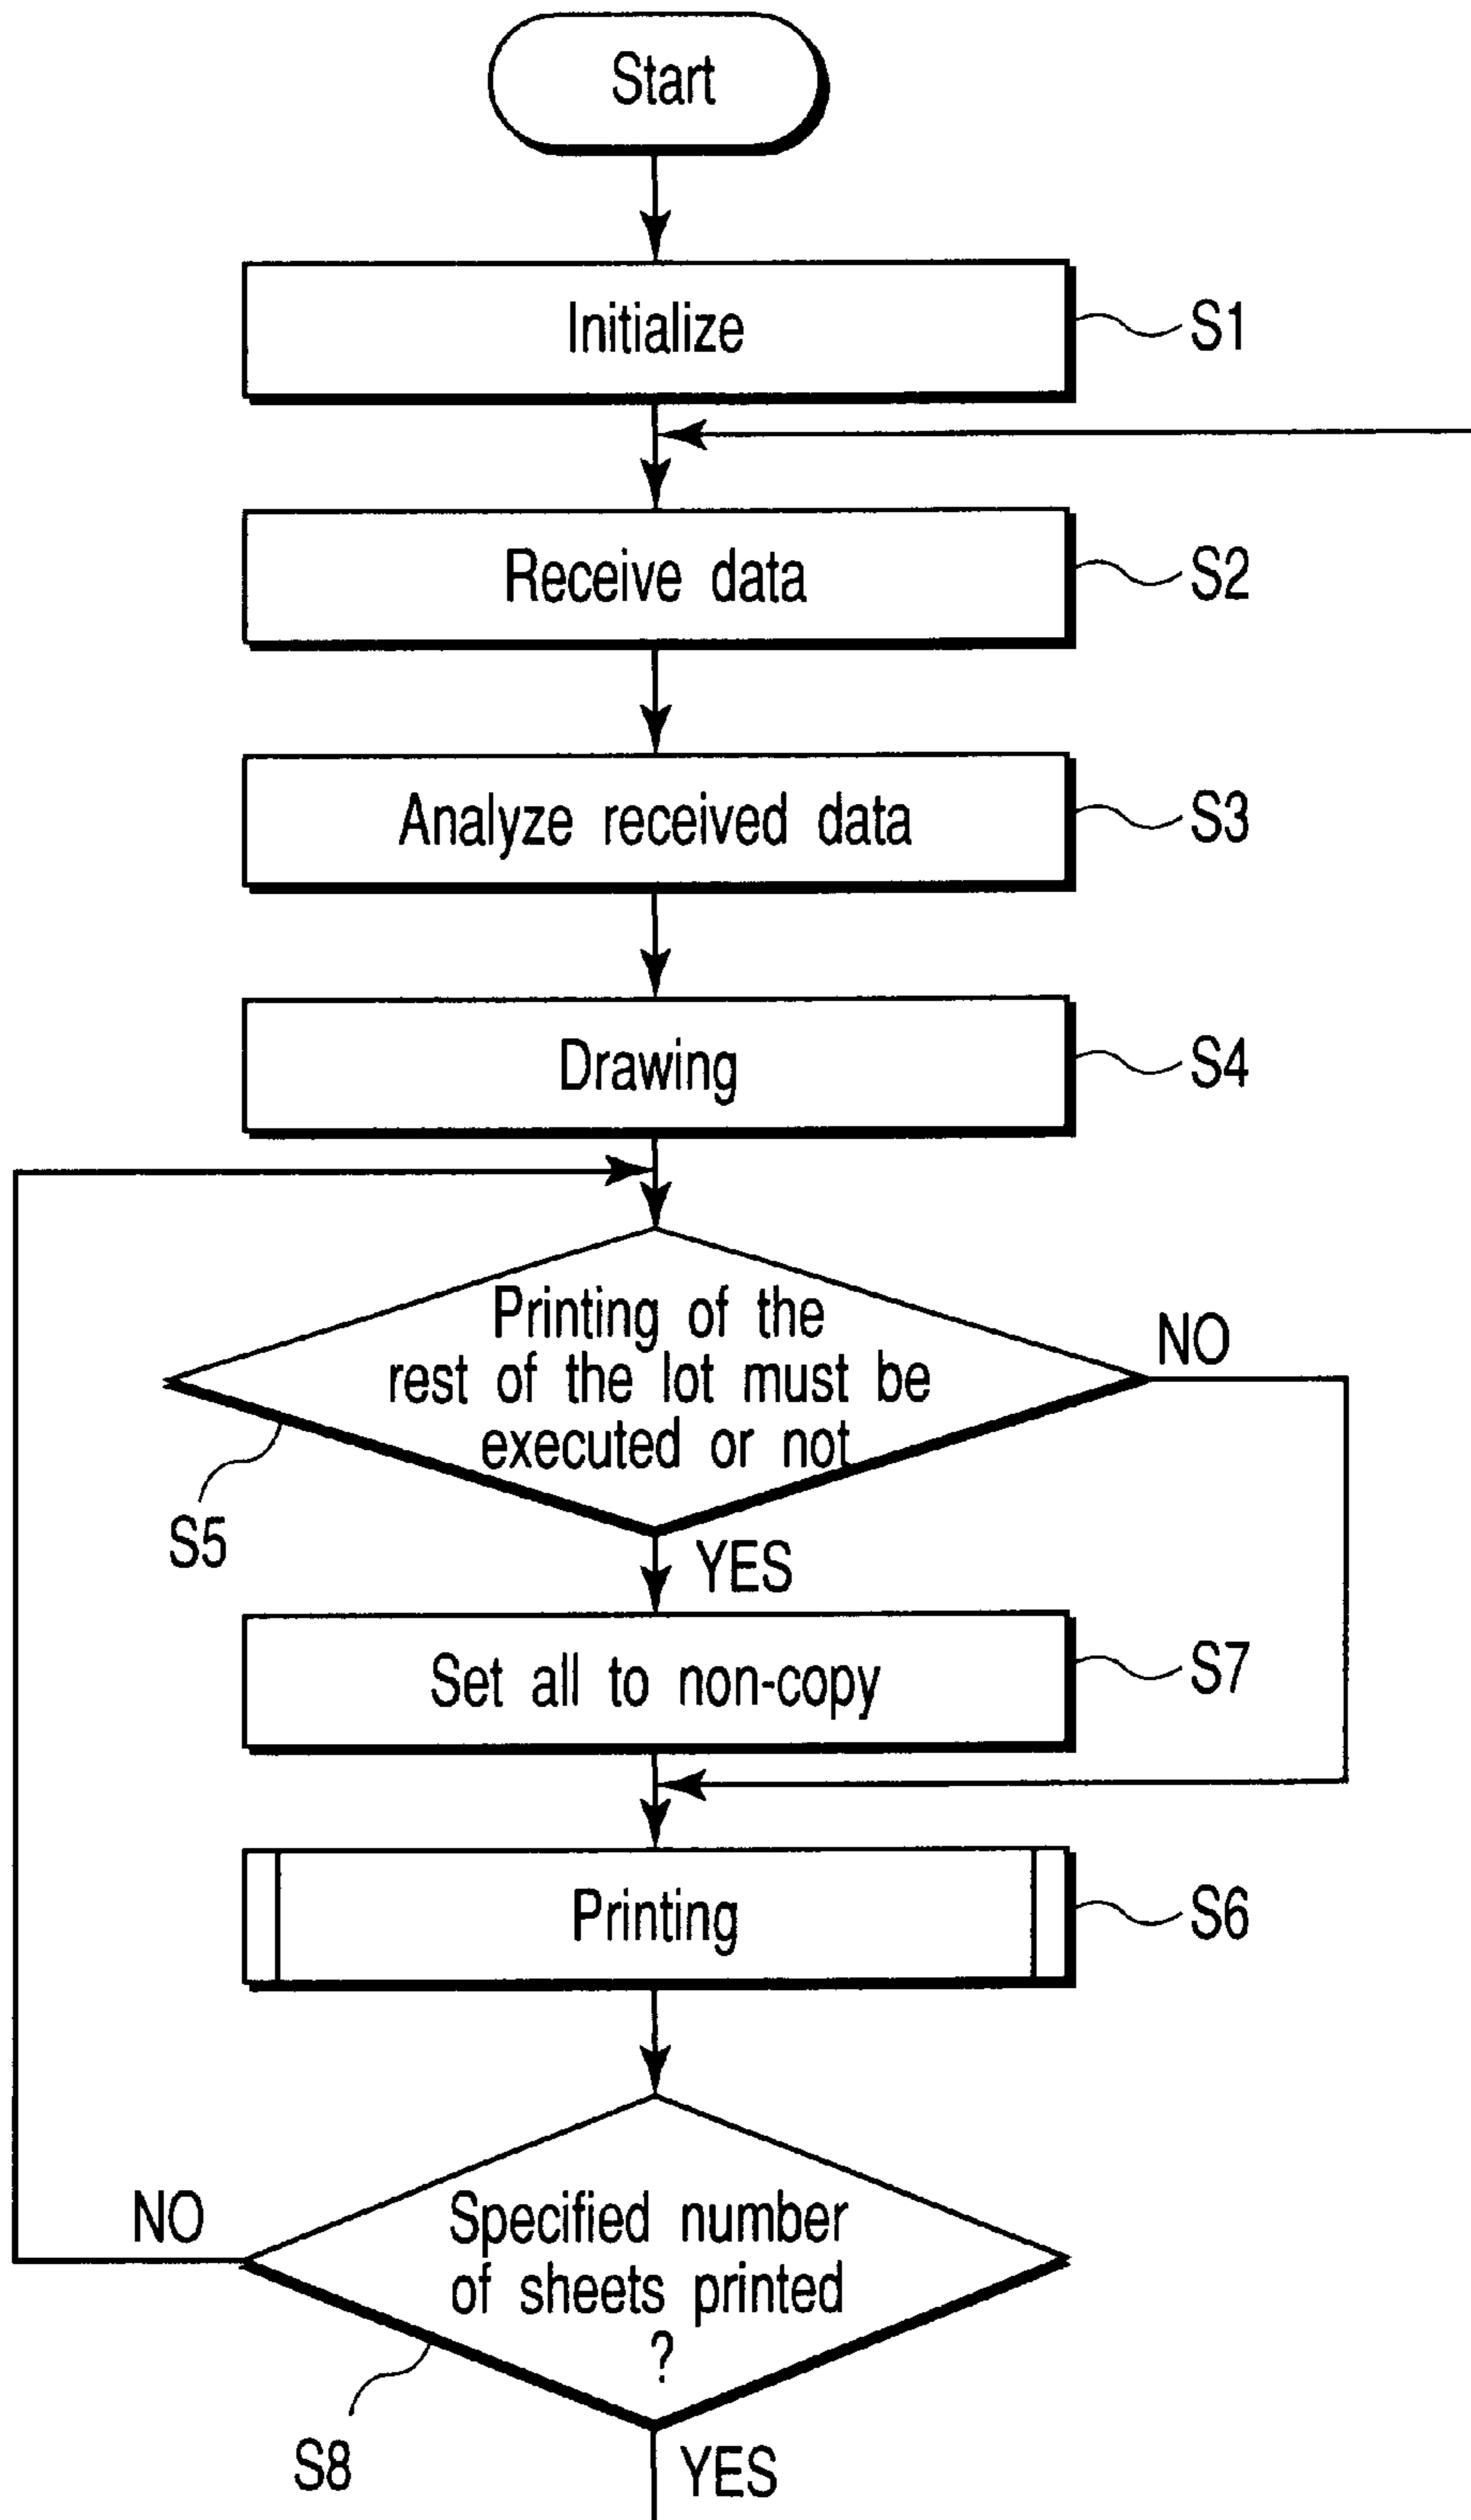 Start
Initialize
S1
Receive data
S2
Analyze received data
S3
Drawing
S4
Printing of the
rest of the lot must be
executed or not
NO
S5
YES
Set all to non-copy
S7
Printing
S6
NO
Specified number
of sheets printed
?
S8
YES